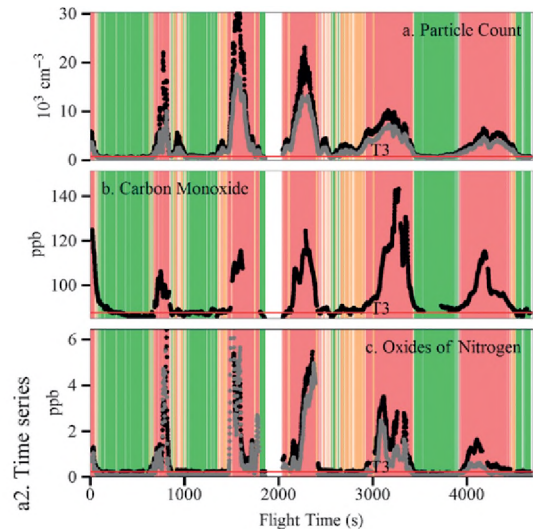 30
a. Particle Count
20
10³ cm⁻³
10
T3
0
b. Carbon Monoxide
140
ppb
120
100
T3
6
c. Oxides of Nitrogen
4
ppb
2
T3
0
a2. Time series
0 1000 2000 3000 4000
Flight Time (s)